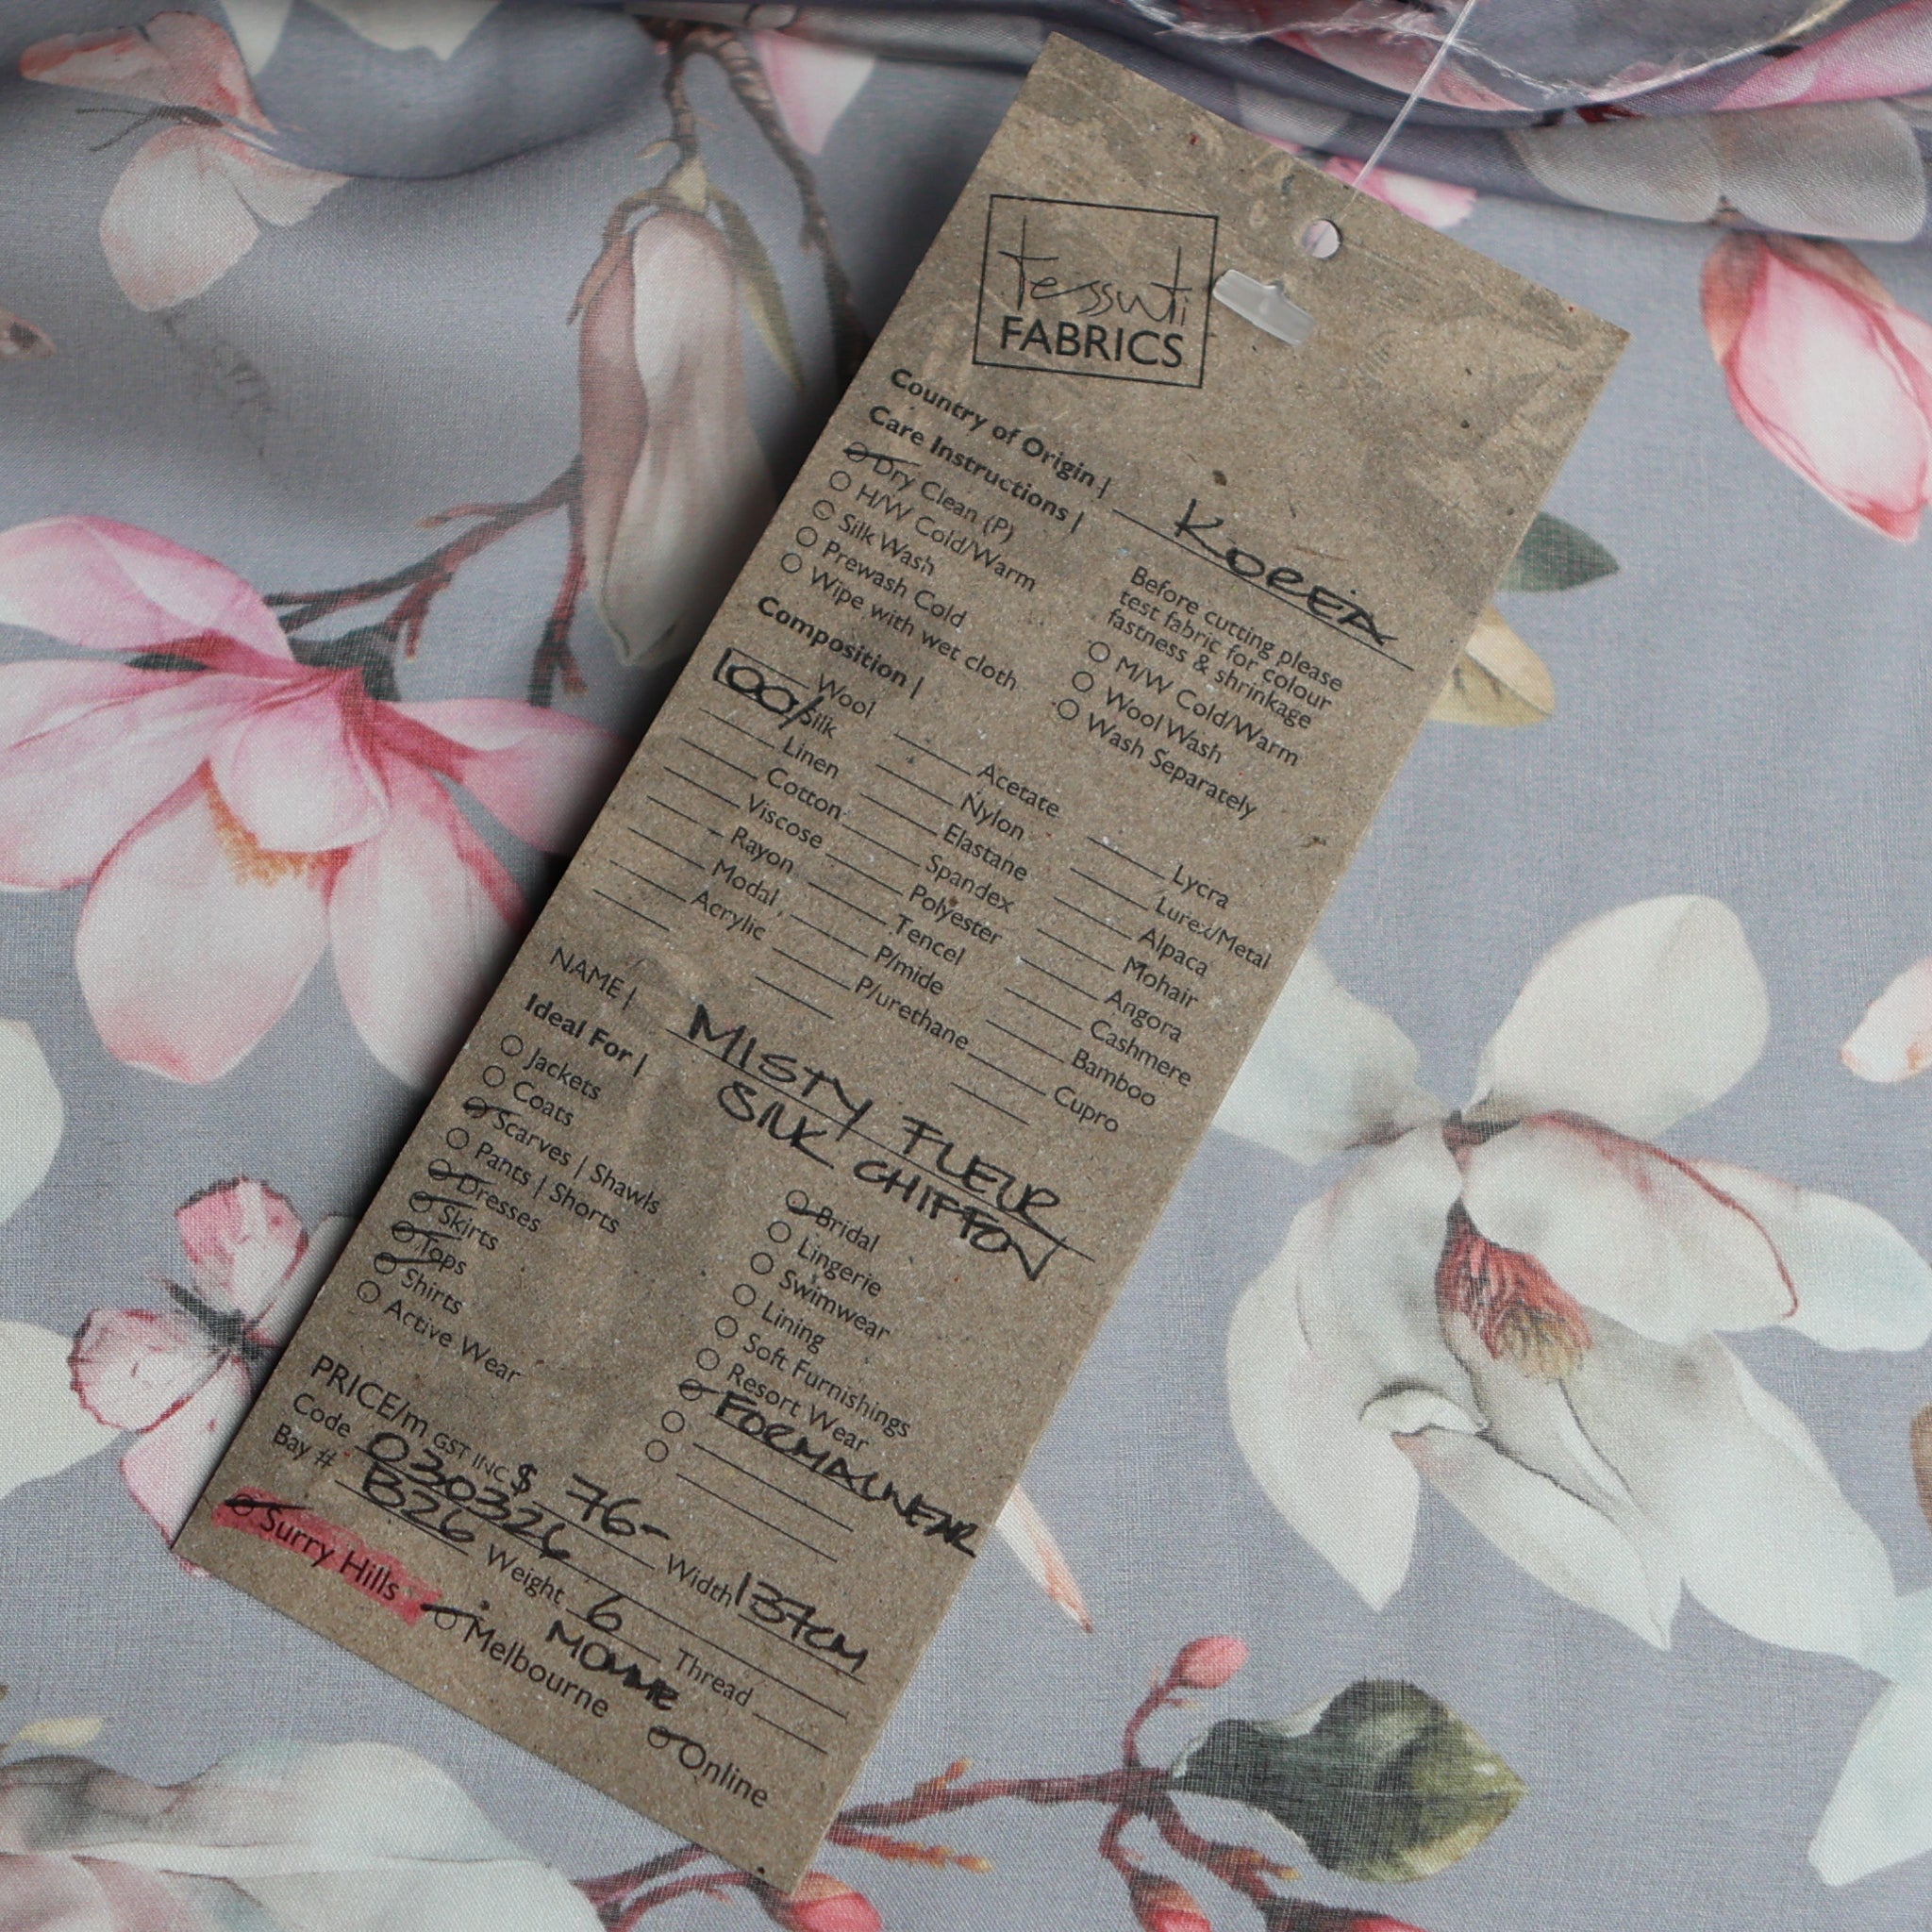 tessuti
FABRICS
Country of Origin | KOREA
Care Instructions |
Dry Clean (P)
H/W Cold/Warm
Silk Wash
Prewash Cold
Wipe with wet cloth
Before cutting please
test fabric for colour
fastness & shrinkage
M/W Cold/Warm
Wool Wash
Wash Separately
Composition |
Wool
100% Silk
Linen
Cotton
Viscose
Rayon
Modal
Acrylic
Acetate
Nylon
Elastane
Spandex
Polyester
Tencel
P/mide
P/urethane
Lycra
Lurex/Metal
Alpaca
Mohair
Angora
Cashmere
Bamboo
Cupro
NAME | MISTY FLEUR
SILK CHIFFON
Ideal For |
Jackets
Coats
Scarves | Shawls
Pants | Shorts
Dresses
Skirts
Tops
Shirts
Active Wear
Bridal
Lingerie
Swimwear
Lining
Soft Furnishings
Resort Wear
FORMALWEAR
PRICE/m GST INC $ 76-
Code 030326 Width 137cm
Bay # B26 Weight 6 MOMME Thread
Surry Hills Melbourne Online